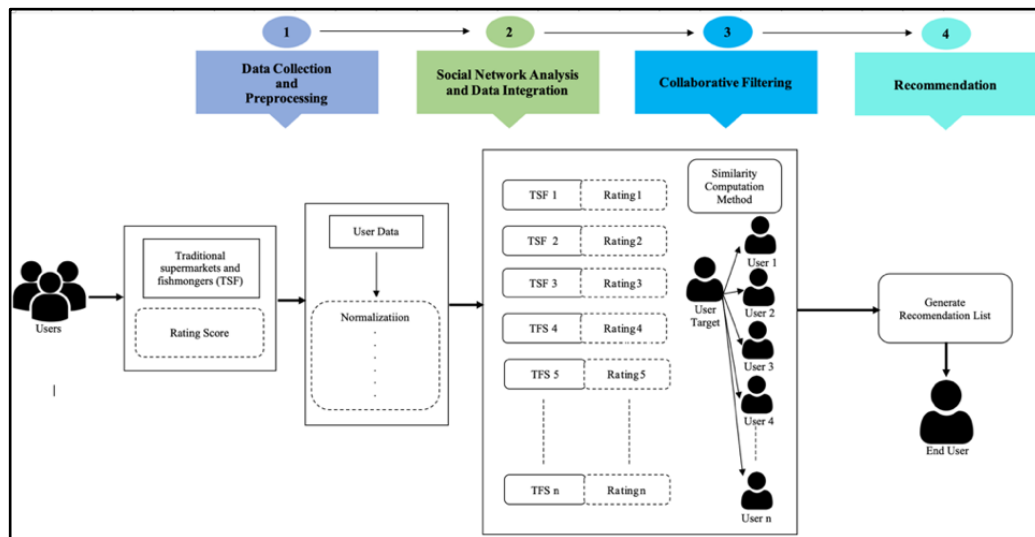 1
2
3
4
Data Collection
and
Preprocessing
Social Network Analysis
and Data Integration
Collaborative Filtering
Recommendation
Users
Traditional
supermarkets and
fishmongers (TSF)
Rating Score
User Data
Normalizatiion
TSF 1
Rating1
TSF 2
Rating2
TSF 3
Rating3
TFS 4
Rating4
TFS 5
Rating5
TFS n
Rating n
Similarity
Computation
Method
User
Target
User 1
User 2
User 3
User 4
User n
Generate
Recomendation List
End User